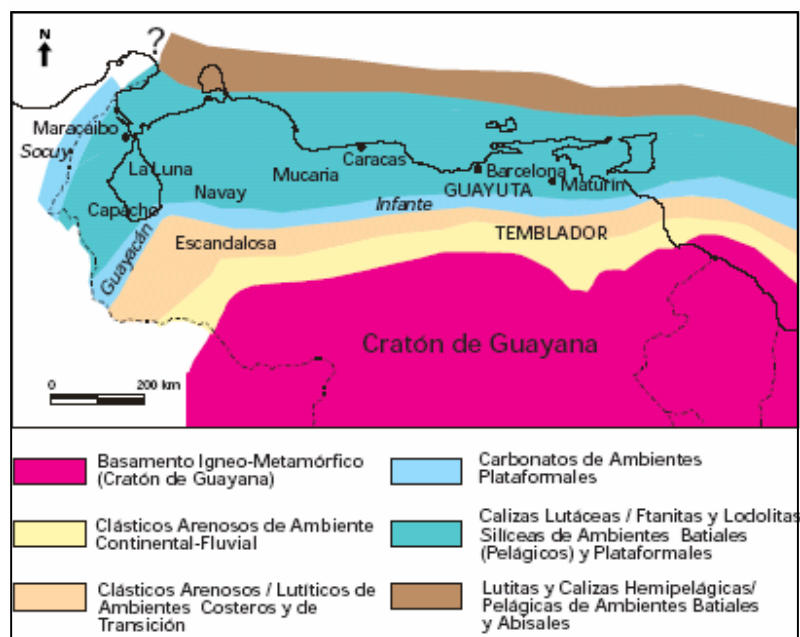 N
?
Maracaibo
Socuy
La Luna
Caracas
Barcelona
Mucaria
Navay
GUAYUTA
Maturín
Capacho
Infante
Guayacán
Escandalosa
TEMBLADOR
Cratón de Guayana
0 200 km
Basamento Igneo-Metamórfico
(Cratón de Guayana)
Clásticos Arenosos de Ambiente
Continental-Fluvial
Clásticos Arenosos / Lutíticos de
Ambientes Costeros y de
Transición
Carbonatos de Ambientes
Plataformales
Calizas Lutáceas / Ftanitas y Lodolitas
Silíceas de Ambientes Batiales
(Pelágicos) y Plataformales
Lutitas y Calizas Hemipelágicas/
Pelágicas de Ambientes Batiales
y Abisales